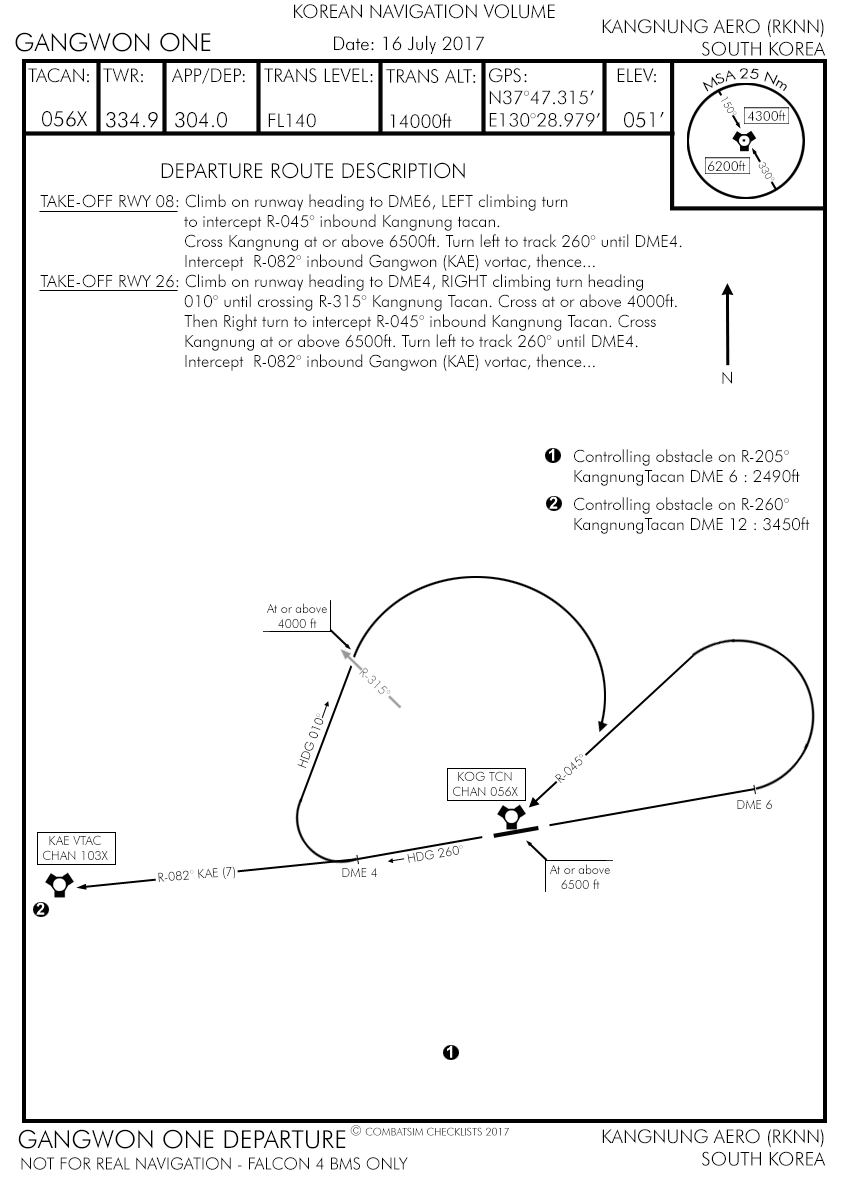 KOREAN NAVIGATION VOLUME
GANGWON ONE
Date: 16 July 2017
KANGNUNG AERO (RKNN)
SOUTH KOREA
TACAN:
056X
TWR:
334.9
APP/DEP:
304.0
TRANS LEVEL:
FL140
TRANS ALT:
14000ft
GPS:
N37°47.315′
E130°28.979′
ELEV:
051′
MSA 25 Nm
150°
4300ft
6200ft
330°
DEPARTURE ROUTE DESCRIPTION
TAKE-OFF RWY 08: Climb on runway heading to DME6, LEFT climbing turn
to intercept R-045° inbound Kangnung tacan.
Cross Kangnung at or above 6500ft. Turn left to track 260° until DME4.
Intercept R-082° inbound Gangwon (KAE) vortac, thence...
TAKE-OFF RWY 26: Climb on runway heading to DME4, RIGHT climbing turn heading
010° until crossing R-315° Kangnung Tacan. Cross at or above 4000ft.
Then Right turn to intercept R-045° inbound Kangnung Tacan. Cross
Kangnung at or above 6500ft. Turn left to track 260° until DME4.
Intercept R-082° inbound Gangwon (KAE) vortac, thence...
N
1 Controlling obstacle on R-205°
KangnungTacan DME 6 : 2490ft
2 Controlling obstacle on R-260°
KangnungTacan DME 12 : 3450ft
At or above
4000 ft
R-315°
HDG 010°
R-045°
KOG TCN
CHAN 056X
DME 6
KAE VTAC
CHAN 103X
HDG 260°
DME 4
R-082° KAE (7)
At or above
6500 ft
2
1
GANGWON ONE DEPARTURE
© COMBATSIM CHECKLISTS 2017
NOT FOR REAL NAVIGATION - FALCON 4 BMS ONLY
KANGNUNG AERO (RKNN)
SOUTH KOREA